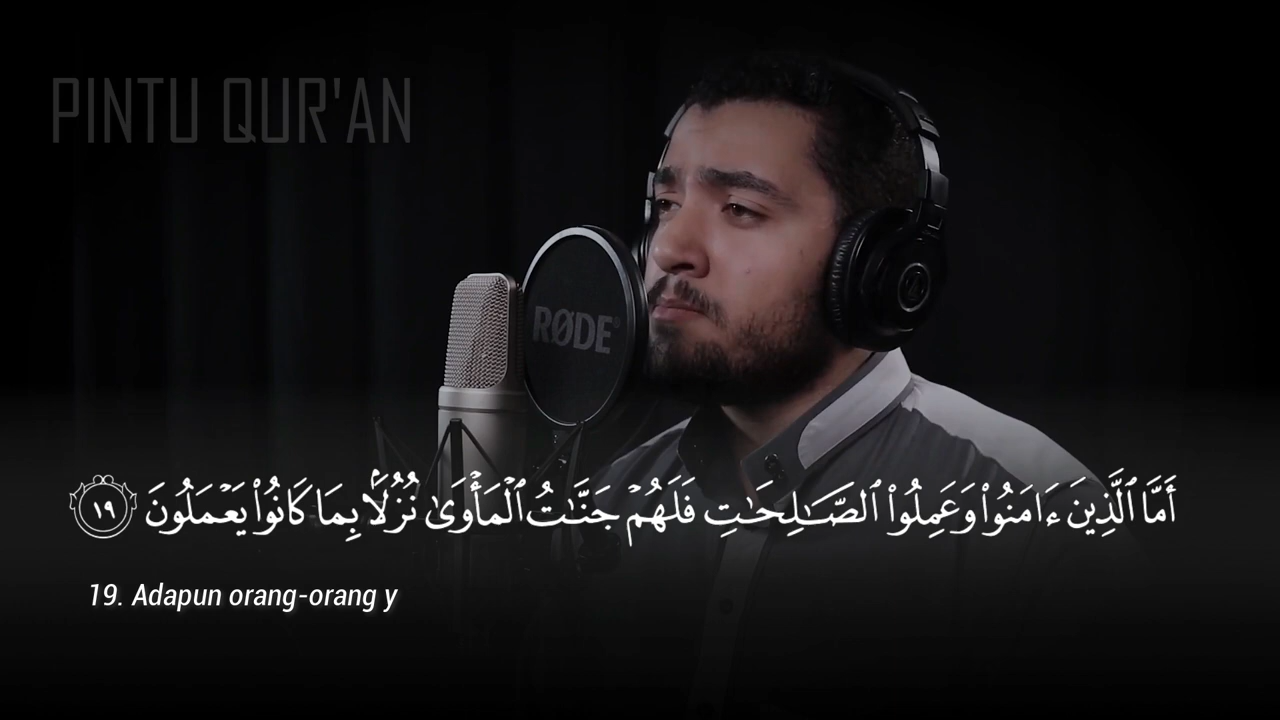 PINTU QUR'AN
RØDE
أَمَّا ٱلَّذِينَ ءَامَنُوا۟ وَعَمِلُوا۟ ٱلصَّـٰلِحَـٰتِ فَلَهُمْ جَنَّـٰتُ ٱلْمَأْوَىٰ نُزُلًۢا بِمَا كَانُوا۟ يَعْمَلُونَ ١٩
19. Adapun orang-orang y